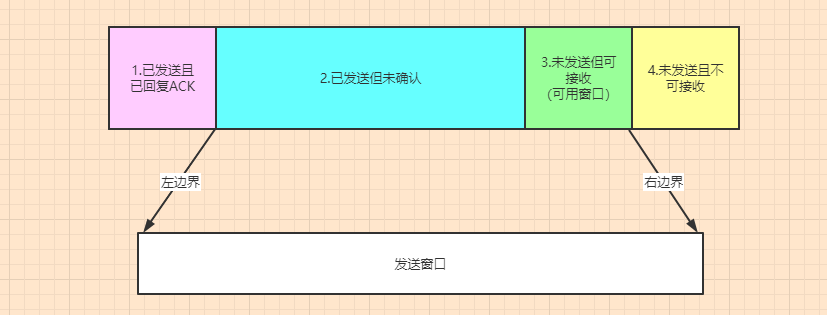 1.已发送且
已回复ACK
2.已发送但未确认
3.未发送但可
接收
（可用窗口）
4.未发送且不
可接收
左边界
右边界
发送窗口